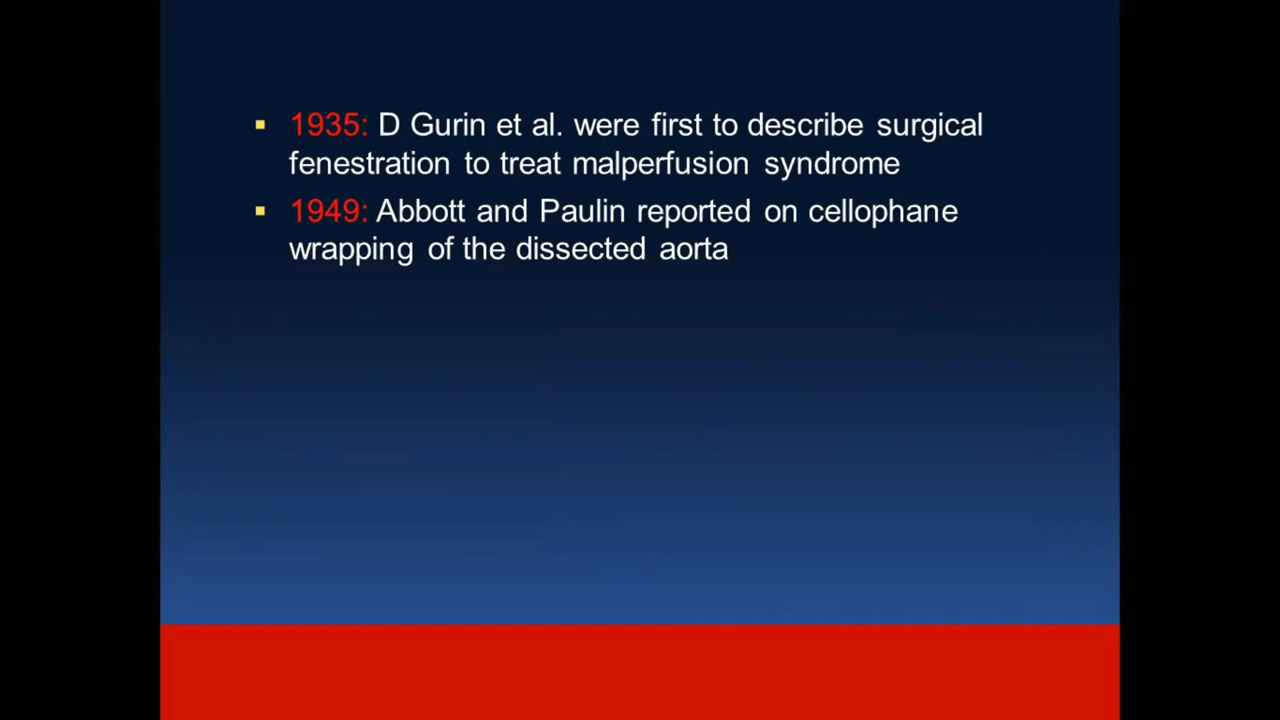 ▪ 1935: D Gurin et al. were first to describe surgical
fenestration to treat malperfusion syndrome
▪ 1949: Abbott and Paulin reported on cellophane
wrapping of the dissected aorta